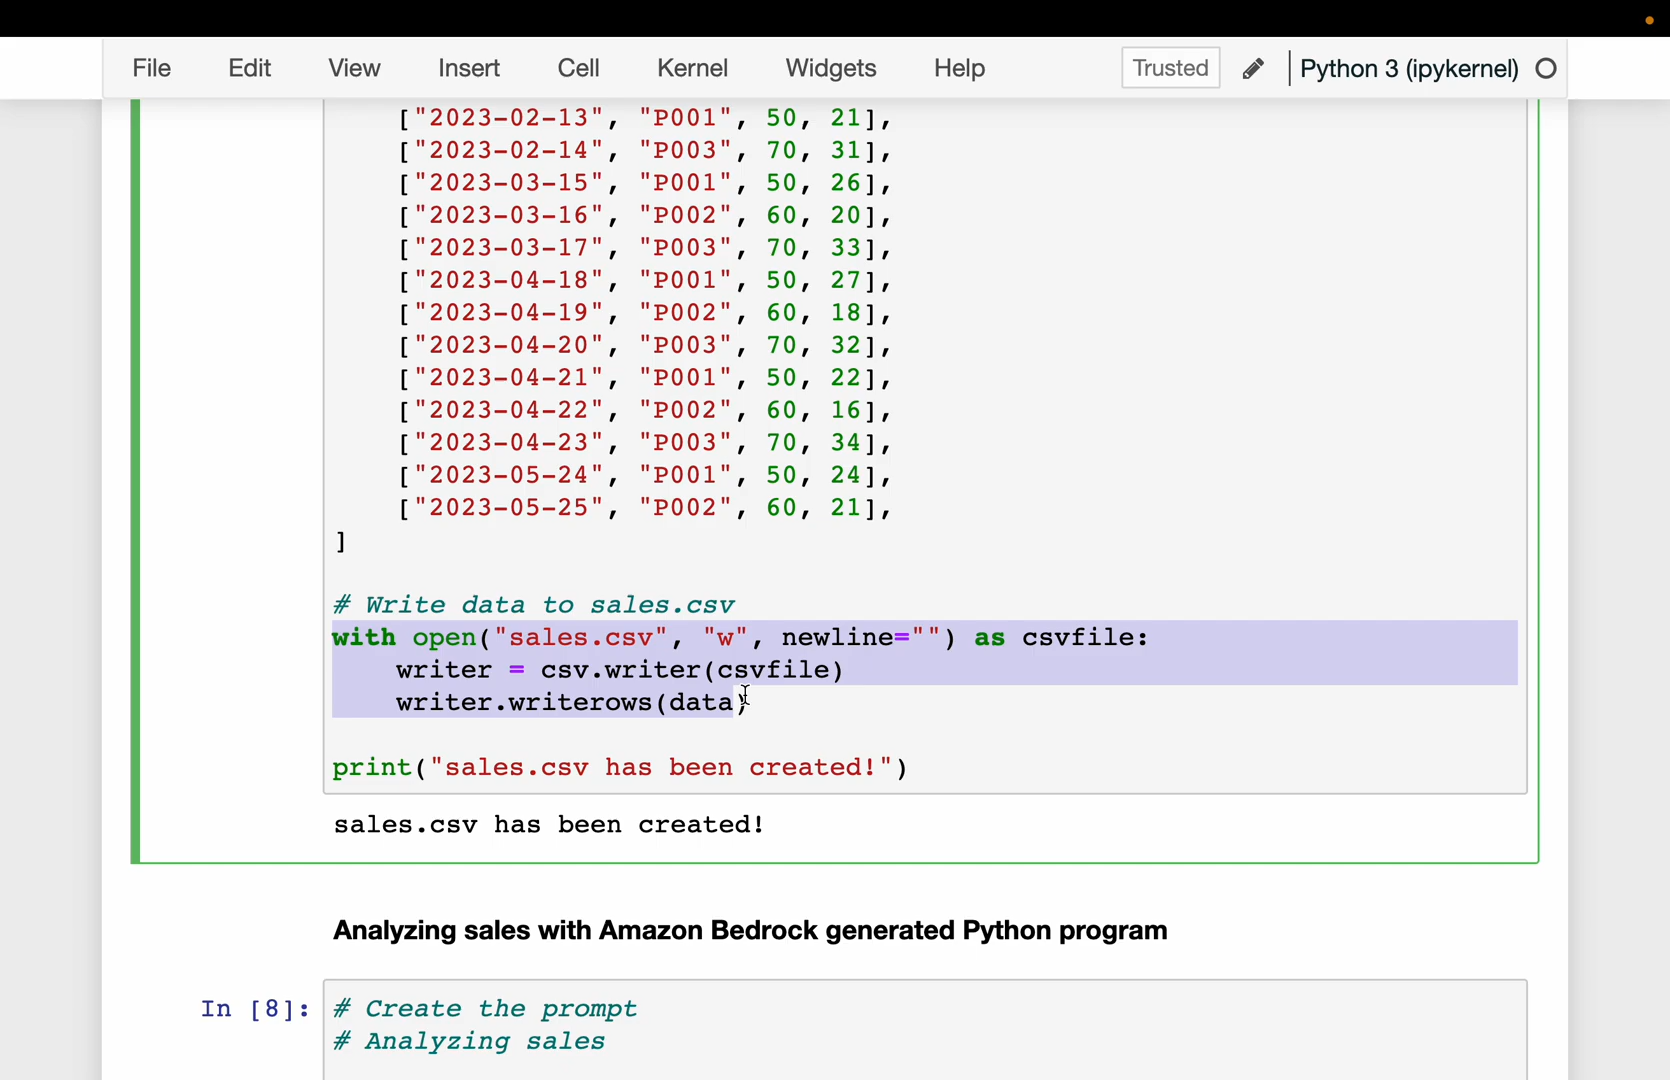 File Edit View Insert Cell Kernel Widgets Help Trusted Python 3 (ipykernel)
["2023-02-13", "P001", 50, 21],
["2023-02-14", "P003", 70, 31],
["2023-03-15", "P001", 50, 26],
["2023-03-16", "P002", 60, 20],
["2023-03-17", "P003", 70, 33],
["2023-04-18", "P001", 50, 27],
["2023-04-19", "P002", 60, 18],
["2023-04-20", "P003", 70, 32],
["2023-04-21", "P001", 50, 22],
["2023-04-22", "P002", 60, 16],
["2023-04-23", "P003", 70, 34],
["2023-05-24", "P001", 50, 24],
["2023-05-25", "P002", 60, 21],
]
# Write data to sales.csv
with open("sales.csv", "w", newline="") as csvfile:
writer = csv.writer(csvfile)
writer.writerows(data)
print("sales.csv has been created!")
sales.csv has been created!
Analyzing sales with Amazon Bedrock generated Python program
In [8]: # Create the prompt
# Analyzing sales